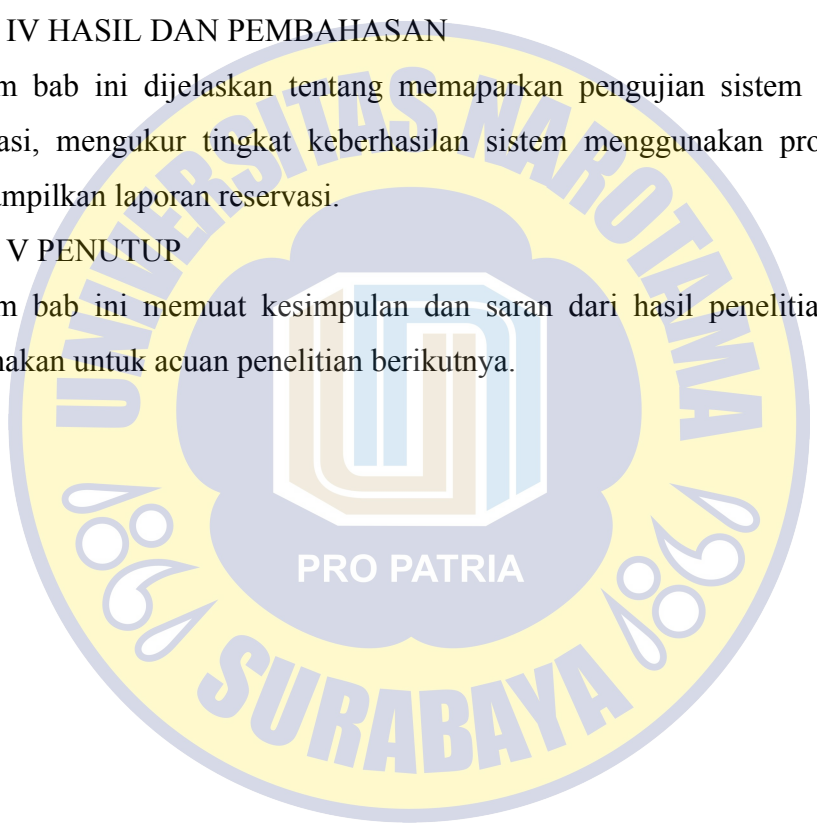 IV HASIL DAN PEMBAHASAN
m bab ini dijelaskan tentang memaparkan pengujian sistem
asi, mengukur tingkat keberhasilan sistem menggunakan pro
ampilkan laporan reservasi.
V PENUTUP
m bab ini memuat kesimpulan dan saran dari hasil penelitia
nakan untuk acuan penelitian berikutnya.
UNIVERSITAS NAROTAMA
PRO PATRIA
SURABAYA